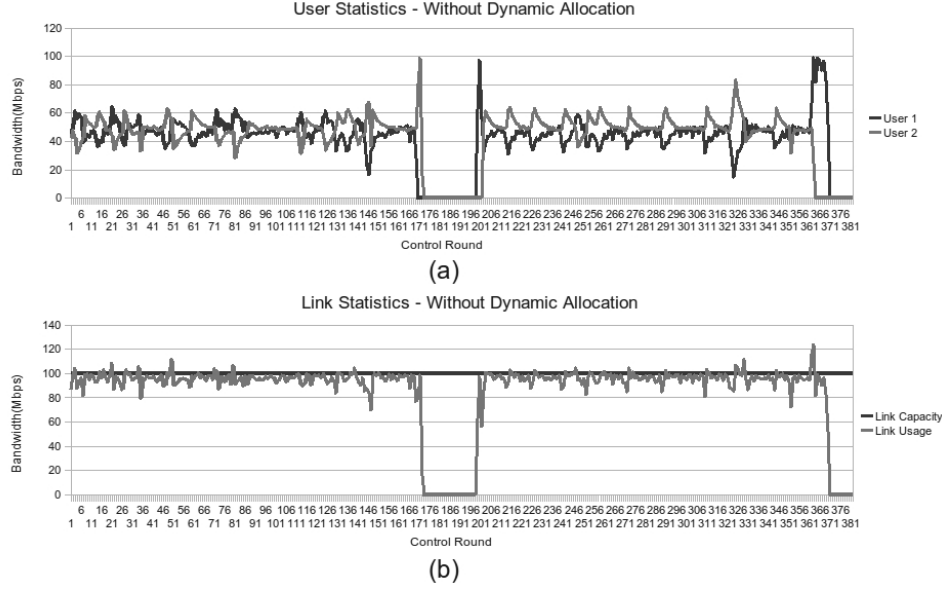 User Statistics - Without Dynamic Allocation
120
100
80
60
40
20
0
Bandwidth(Mbps)
User 1
User 2
6 16 26 36 46 56 66 76 86 96 106 116 126 136 146 156 166 176 186 196 206 216 226 236 246 256 266 276 286 296 306 316 326 336 346 356 366 376
1 11 21 31 41 51 61 71 81 91 101 111 121 131 141 151 161 171 181 191 201 211 221 231 241 251 261 271 281 291 301 311 321 331 341 351 361 371 381
Control Round
(a)
Link Statistics - Without Dynamic Allocation
140
120
100
80
60
40
20
0
Bandwidth(Mbps)
Link Capacity
Link Usage
6 16 26 36 46 56 66 76 86 96 106 116 126 136 146 156 166 176 186 196 206 216 226 236 246 256 266 276 286 296 306 316 326 336 346 356 366 376
1 11 21 31 41 51 61 71 81 91 101 111 121 131 141 151 161 171 181 191 201 211 221 231 241 251 261 271 281 291 301 311 321 331 341 351 361 371 381
Control Round
(b)